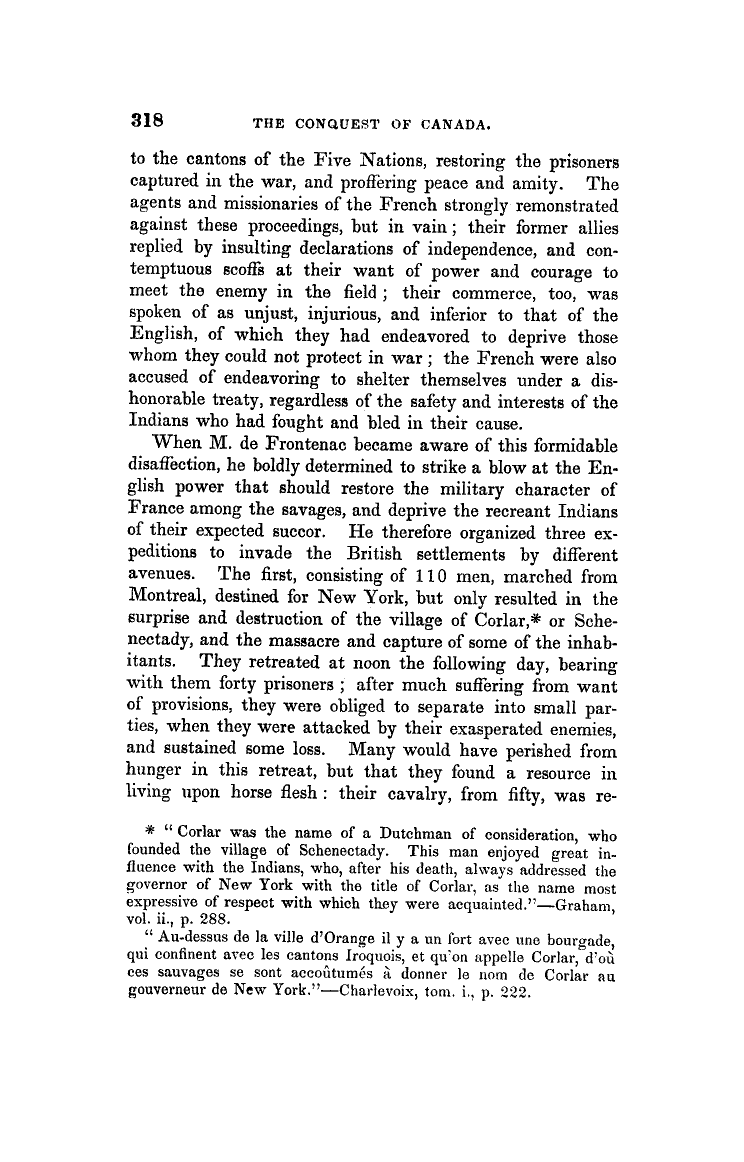 318 THE CONQUEST OF CANADA.
to the cantons of the Five Nations, restoring the prisoners
captured in the war, and proffering peace and amity. The
agents and missionaries of the French strongly remonstrated
against these proceedings, but in vain; their former allies
replied by insulting declarations of independence, and con-
temptuous scoffs at their want of power and courage to
meet the enemy in the field; their commerce, too, was
spoken of as unjust, injurious, and inferior to that of the
English, of which they had endeavored to deprive those
whom they could not protect in war; the French were also
accused of endeavoring to shelter themselves under a dis-
honorable treaty, regardless of the safety and interests of the
Indians who had fought and bled in their cause.
When M. de Frontenac became aware of this formidable
disaffection, he boldly determined to strike a blow at the En-
glish power that should restore the military character of
France among the savages, and deprive the recreant Indians
of their expected succor. He therefore organized three ex-
peditions to invade the British settlements by different
avenues. The first, consisting of 110 men, marched from
Montreal, destined for New York, but only resulted in the
surprise and destruction of the village of Corlar,* or Sche-
nectady, and the massacre and capture of some of the inhab-
itants. They retreated at noon the following day, bearing
with them forty prisoners; after much suffering from want
of provisions, they were obliged to separate into small par-
ties, when they were attacked by their exasperated enemies,
and sustained some loss. Many would have perished from
hunger in this retreat, but that they found a resource in
living upon horse flesh: their cavalry, from fifty, was re-
* "Corlar was the name of a Dutchman of consideration, who
founded the village of Schenectady. This man enjoyed great in-
fluence with the Indians, who, after his death, always addressed the
governor of New York with the title of Corlar, as the name most
expressive of respect with which they were acquainted."—Graham,
vol. ii., p. 288.
"Au-dessus de la ville d'Orange il y a un fort avec une bourgade,
qui confinent avec les cantons Iroquois, et qu'on appelle Corlar, d'où
ces sauvages se sont accoûtumés à donner le nom de Corlar au
gouverneur de New York."—Charlevoix, tom. i., p. 222.